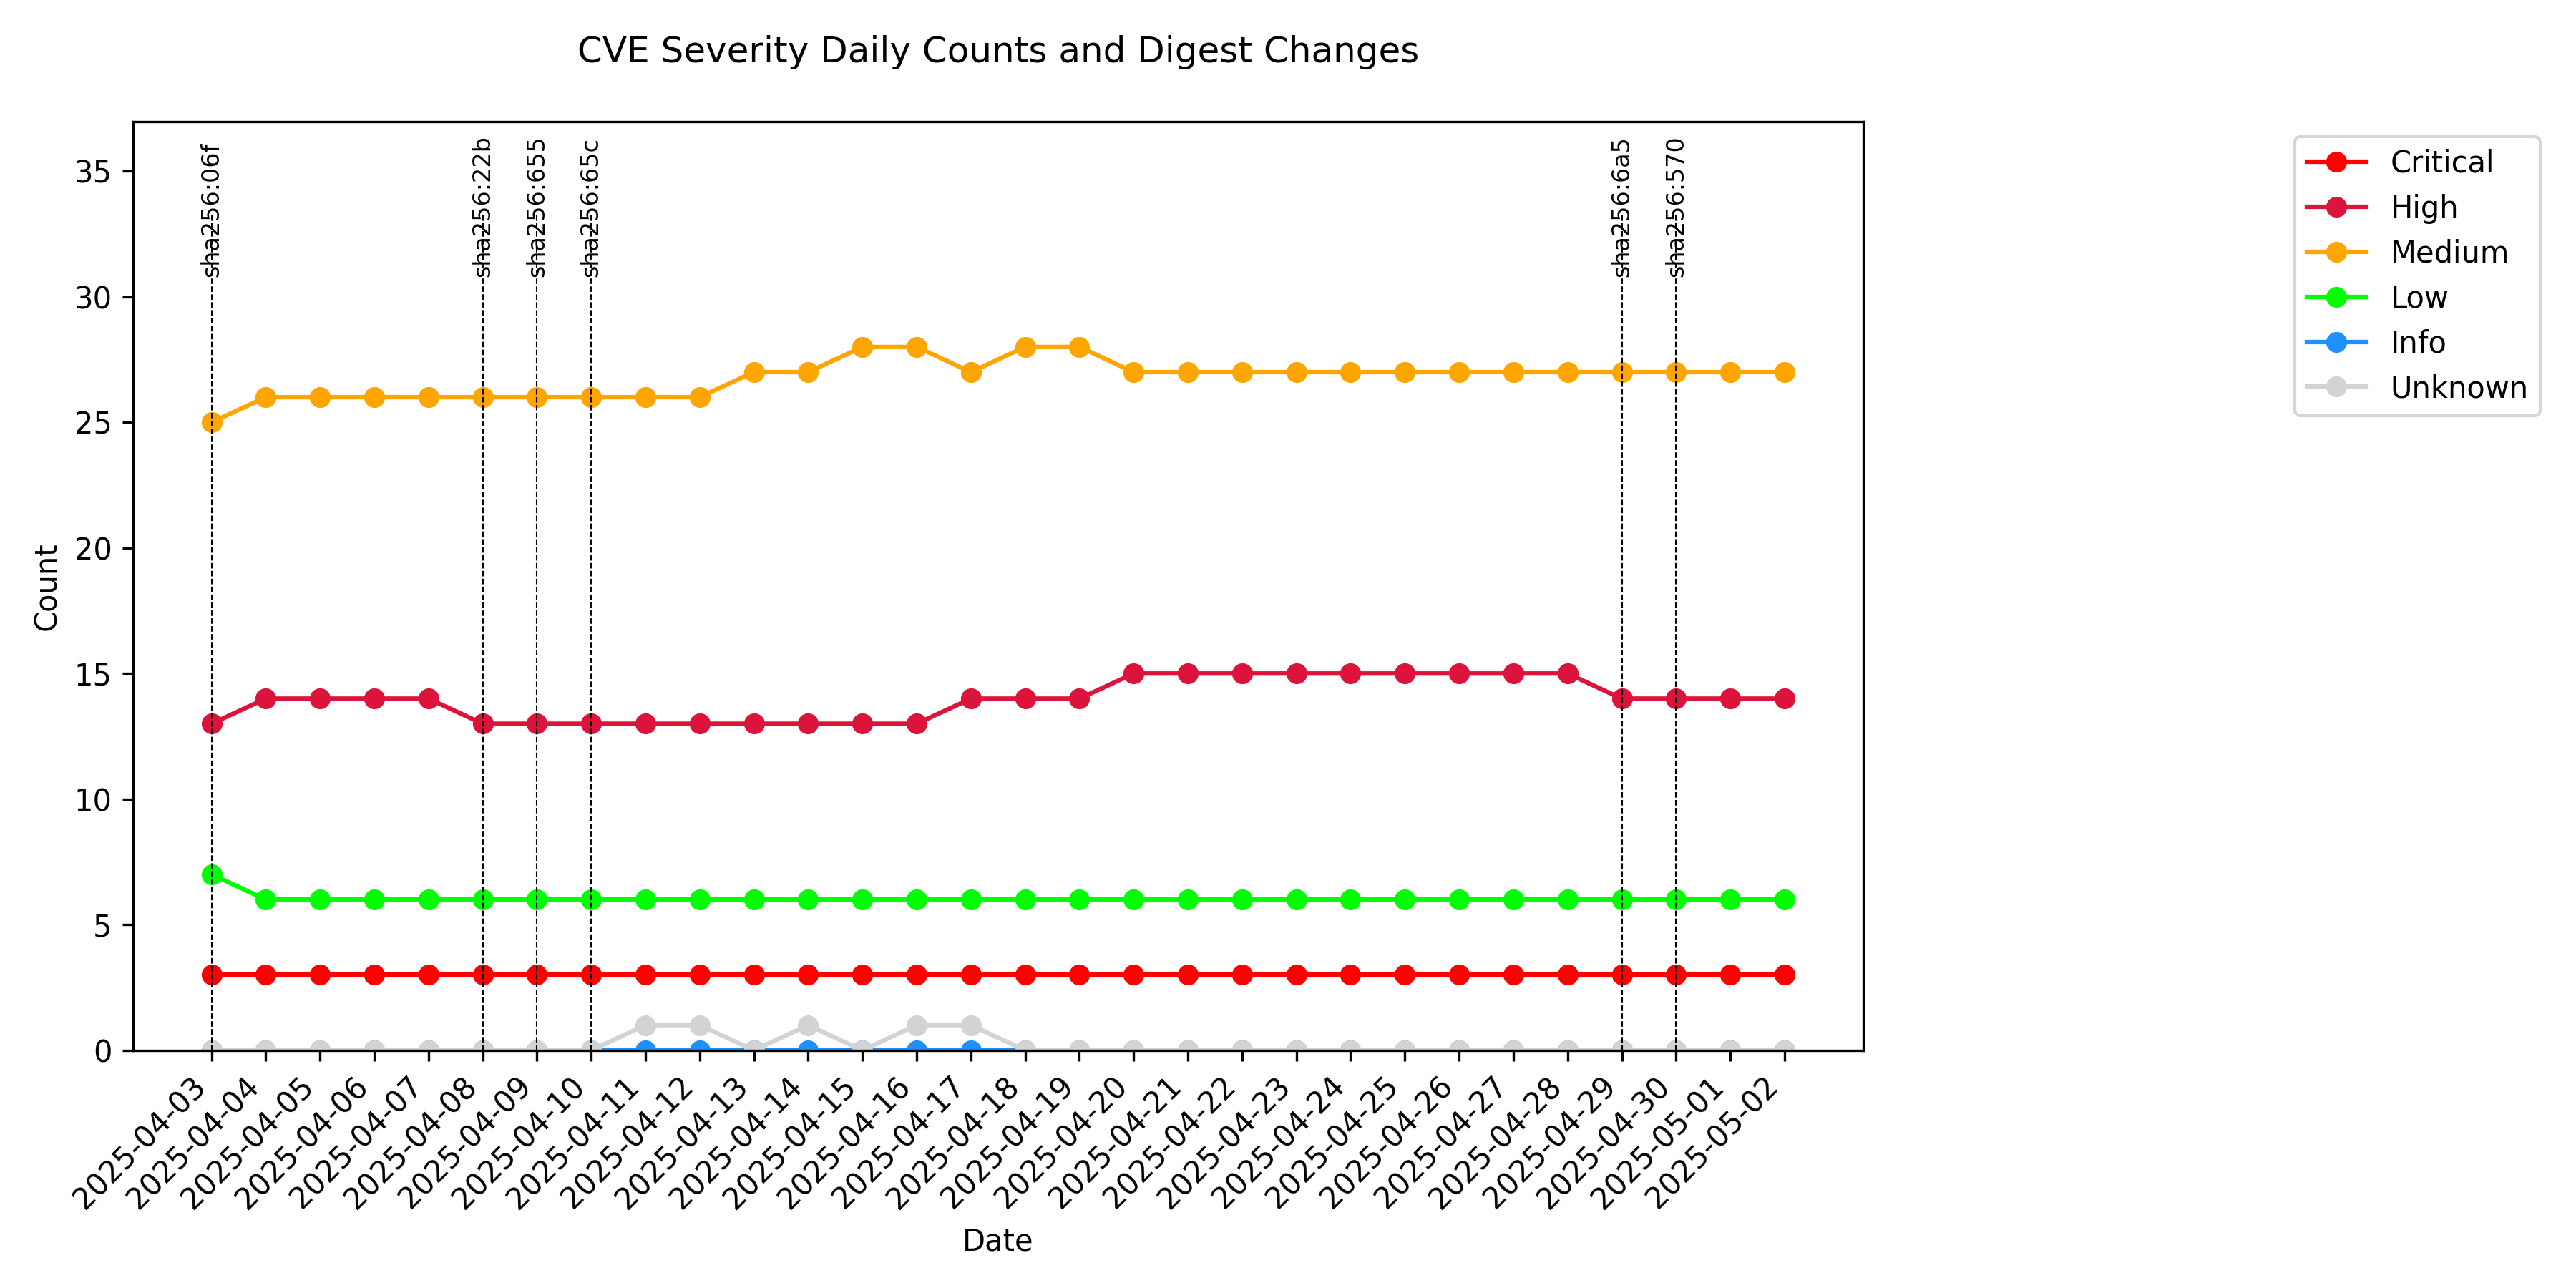 CVE Severity Daily Counts and Digest Changes
sha256:06f
sha256:22b
sha256:655
sha256:65c
sha256:6a5
sha256:570
Critical
High
Medium
Low
Info
Unknown
Count
35
30
25
20
15
10
5
0
2025-04-03
2025-04-04
2025-04-05
2025-04-06
2025-04-07
2025-04-08
2025-04-09
2025-04-10
2025-04-11
2025-04-12
2025-04-13
2025-04-14
2025-04-15
2025-04-16
2025-04-17
2025-04-18
2025-04-19
2025-04-20
2025-04-21
2025-04-22
2025-04-23
2025-04-24
2025-04-25
2025-04-26
2025-04-27
2025-04-28
2025-04-29
2025-04-30
2025-05-01
2025-05-02
Date